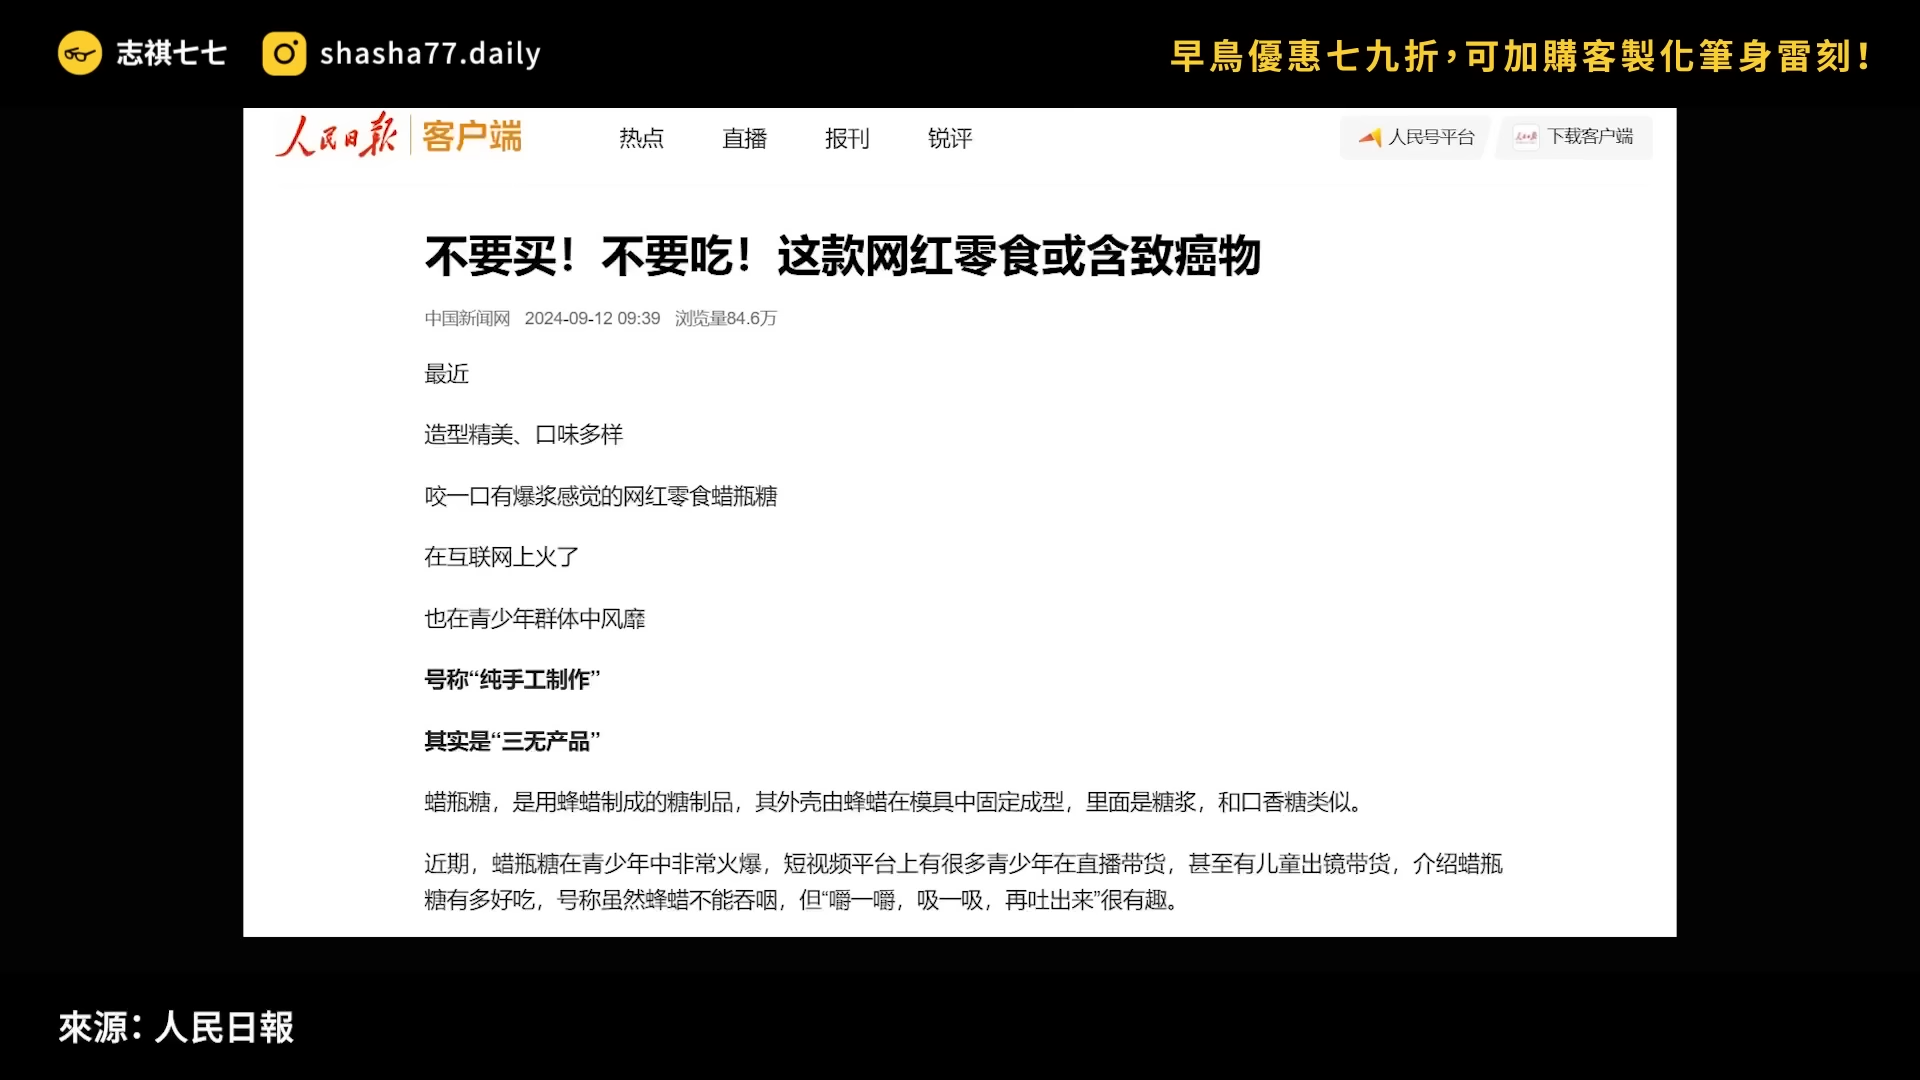 志祺七七 shasha77.daily 早鳥優惠七九折，可加購客製化筆身雷刻！
人民日報 客户端 热点 直播 报刊 锐评 人民号平台 下载客户端
不要买！不要吃！这款网红零食或含致癌物
中国新闻网 2024-09-12 09:39 浏览量84.6万
最近
造型精美、口味多样
咬一口有爆浆感觉的网红零食蜡瓶糖
在互联网上火了
也在青少年群体中风靡
号称“纯手工制作”
其实是“三无产品”
蜡瓶糖，是用蜂蜡制成的糖制品，其外壳由蜂蜡在模具中固定成型，里面是糖浆，和口香糖类似。
近期，蜡瓶糖在青少年中非常火爆，短视频平台上有很多青少年在直播带货，甚至有儿童出镜带货，介绍蜡瓶
糖有多好吃，号称虽然蜂蜡不能吞咽，但“嚼一嚼，吸一吸，再吐出来”很有趣。
來源：人民日報